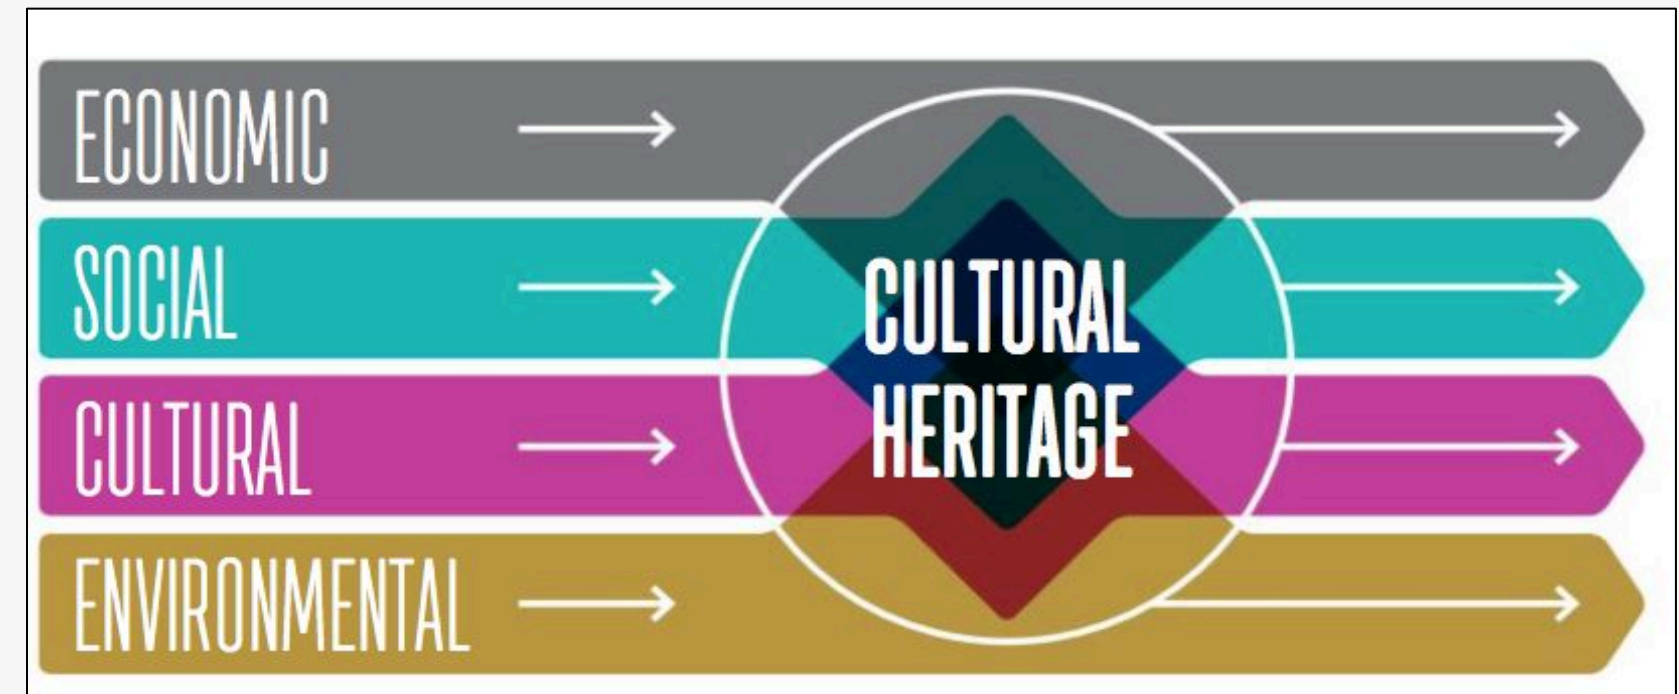 ECONOMIC
SOCIAL
CULTURAL
ENVIRONMENTAL
CULTURAL
HERITAGE